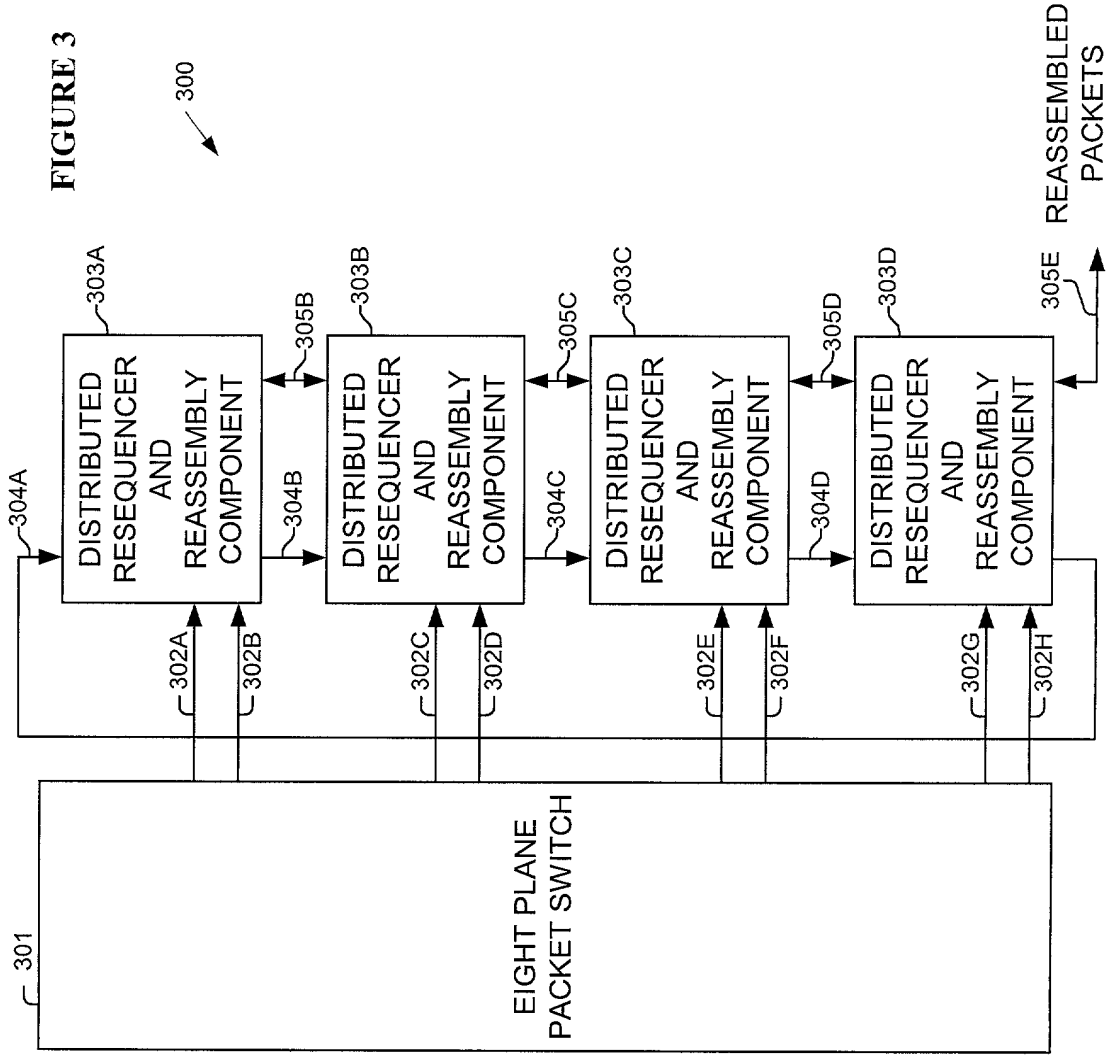 FIGURE 3
300
301
EIGHT PLANE
PACKET SWITCH
302A
302B
302C
302D
302E
302F
302G
302H
304A
303A
DISTRIBUTED
RESEQUENCER
AND
REASSEMBLY
COMPONENT
304B
305B
303B
DISTRIBUTED
RESEQUENCER
AND
REASSEMBLY
COMPONENT
304C
305C
303C
DISTRIBUTED
RESEQUENCER
AND
REASSEMBLY
COMPONENT
304D
305D
303D
DISTRIBUTED
RESEQUENCER
AND
REASSEMBLY
COMPONENT
305E
REASSEMBLED
PACKETS